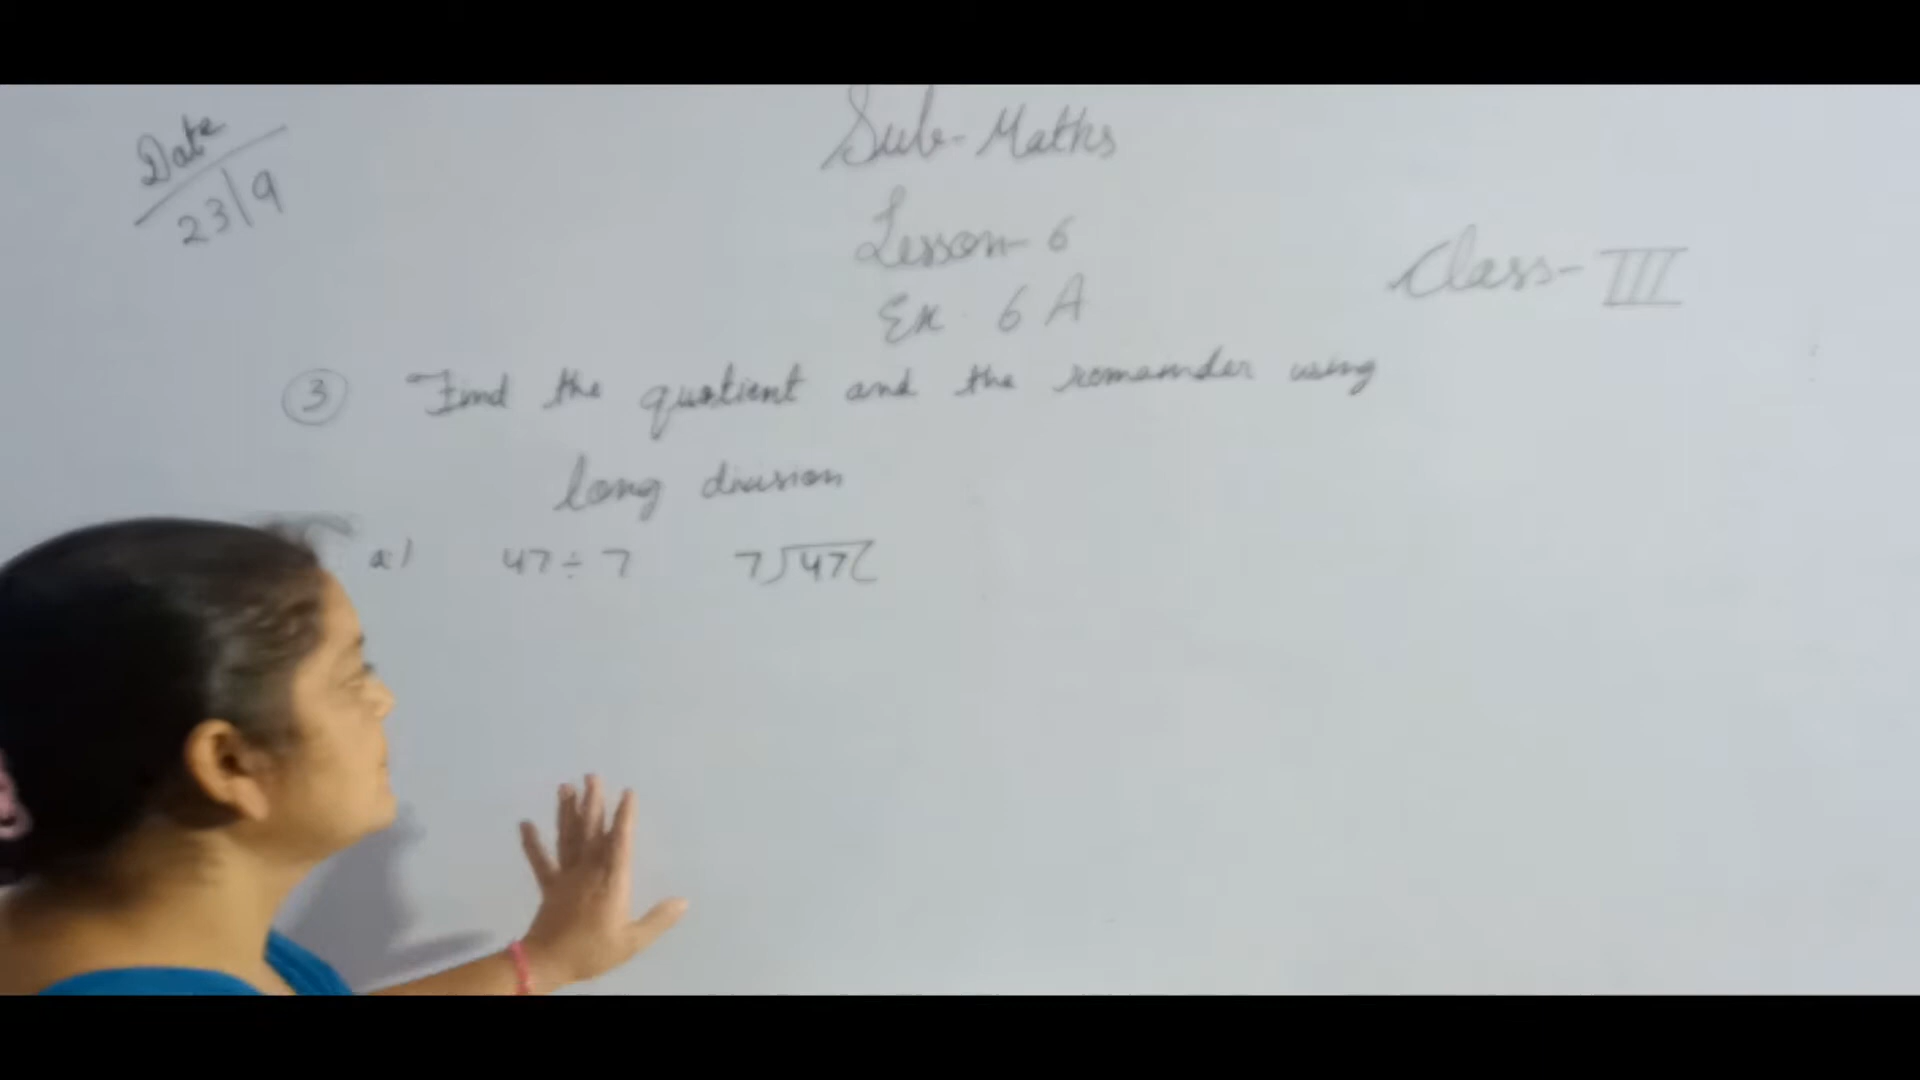 Date
23/9
Sub-Maths
Lesson-6
Ex. 6 A
Class-III
3 Find the quotient and the remainder using
long division
a) 47÷7 7)47(